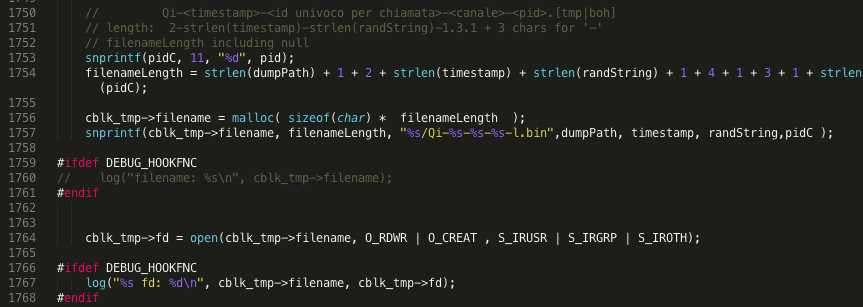 1750 // Qi-<timestamp>-<id univoco per chiamata>-<canale>-<pid>.[tmp|boh]
1751 // length: 2-strlen(timestamp)-strlen(randString)-1.3.1 + 3 chars for '-'
1752 // filenameLength including null
1753 snprintf(pidC, 11, "%d", pid);
1754 filenameLength = strlen(dumpPath) + 1 + 2 + strlen(timestamp) + strlen(randString) + 1 + 4 + 1 + 3 + 1 + strlen
(pidC);
1755
1756 cblk_tmp->filename = malloc( sizeof(char) * filenameLength );
1757 snprintf(cblk_tmp->filename, filenameLength, "%s/Qi-%s-%s-%s-l.bin",dumpPath, timestamp, randString,pidC );
1758
1759 #ifdef DEBUG_HOOKFNC
1760 // log("filename: %s\n", cblk_tmp->filename);
1761 #endif
1762
1763
1764 cblk_tmp->fd = open(cblk_tmp->filename, O_RDWR | O_CREAT , S_IRUSR | S_IRGRP | S_IROTH);
1765
1766 #ifdef DEBUG_HOOKFNC
1767 log("%s fd: %d\n", cblk_tmp->filename, cblk_tmp->fd);
1768 #endif